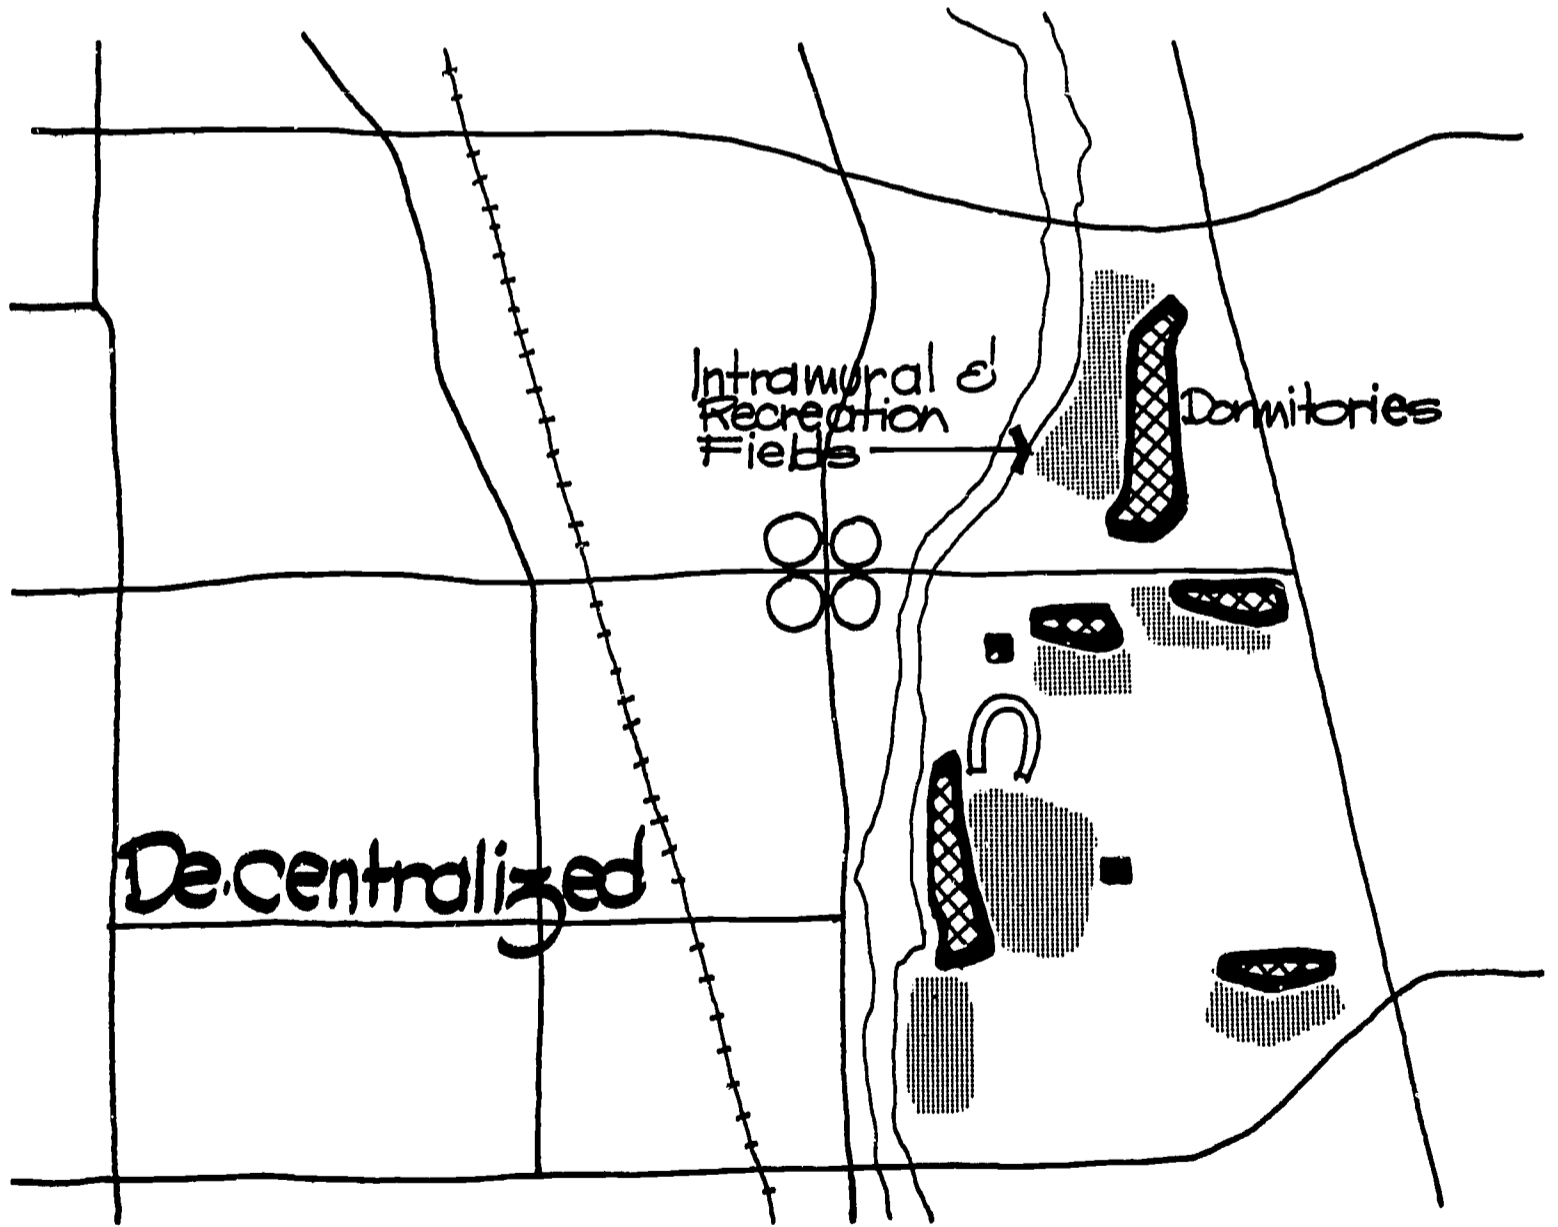 Intramural &
Recreation
Fields
Dormitories
De.centralized